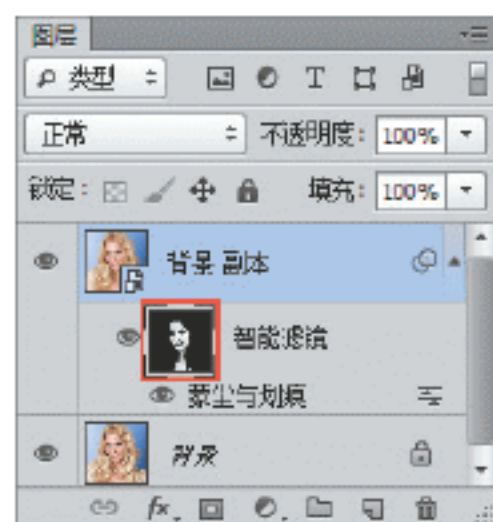 图层
类型
正常 不透明度: 100%
锁定: 填充: 100%
背景 副本
智能滤镜
蒙尘与划痕
背景
fx